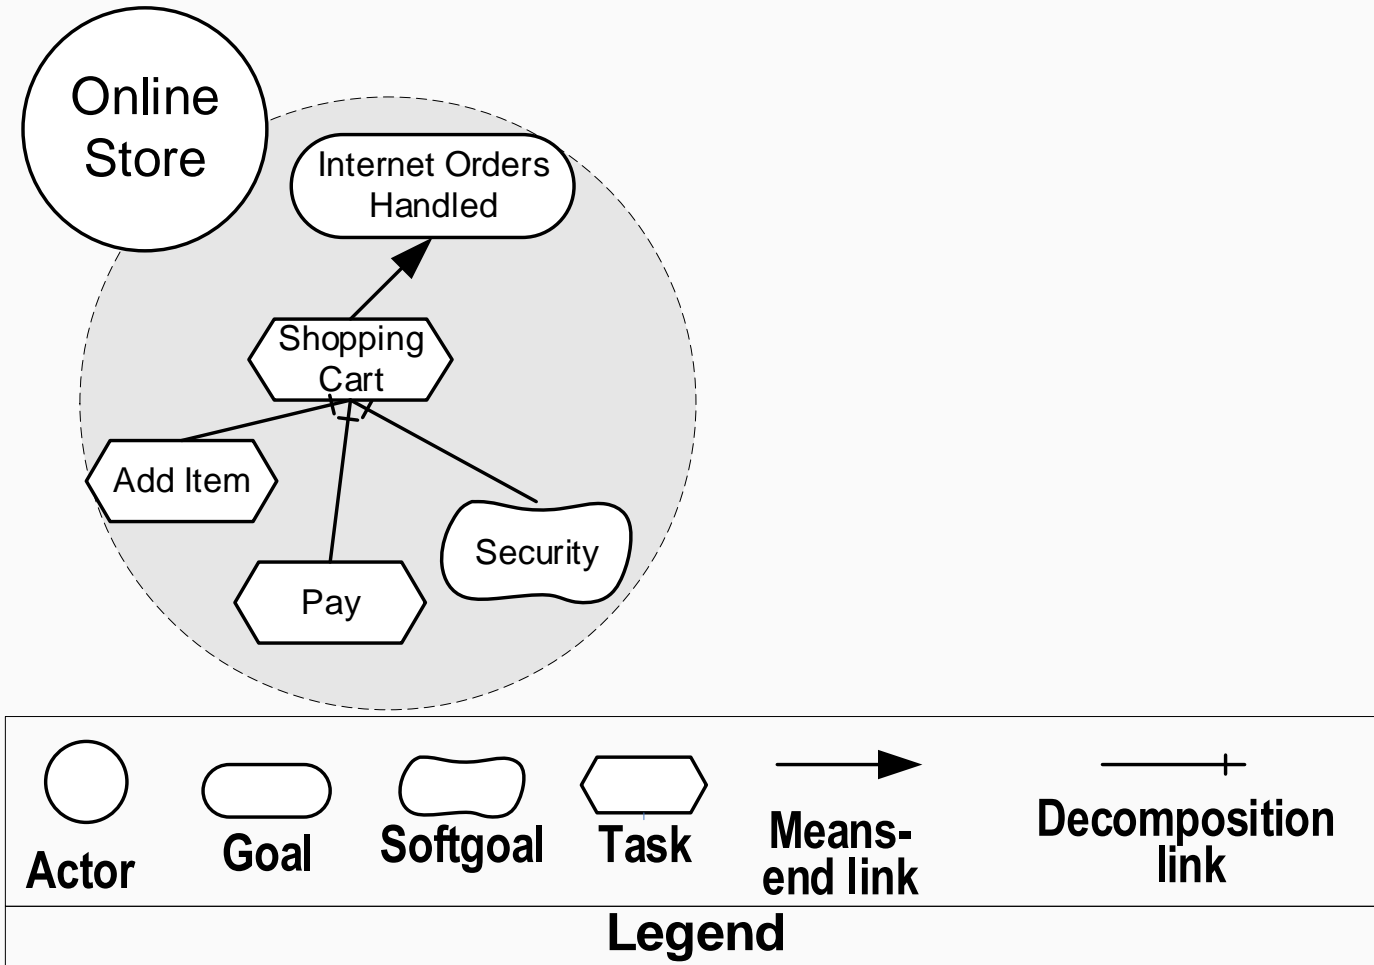 Online
Store
Internet Orders
Handled
Shopping
Cart
Add Item
Security
Pay
Actor
Goal
Softgoal
Task
Means-
end link
Decomposition
link
Legend